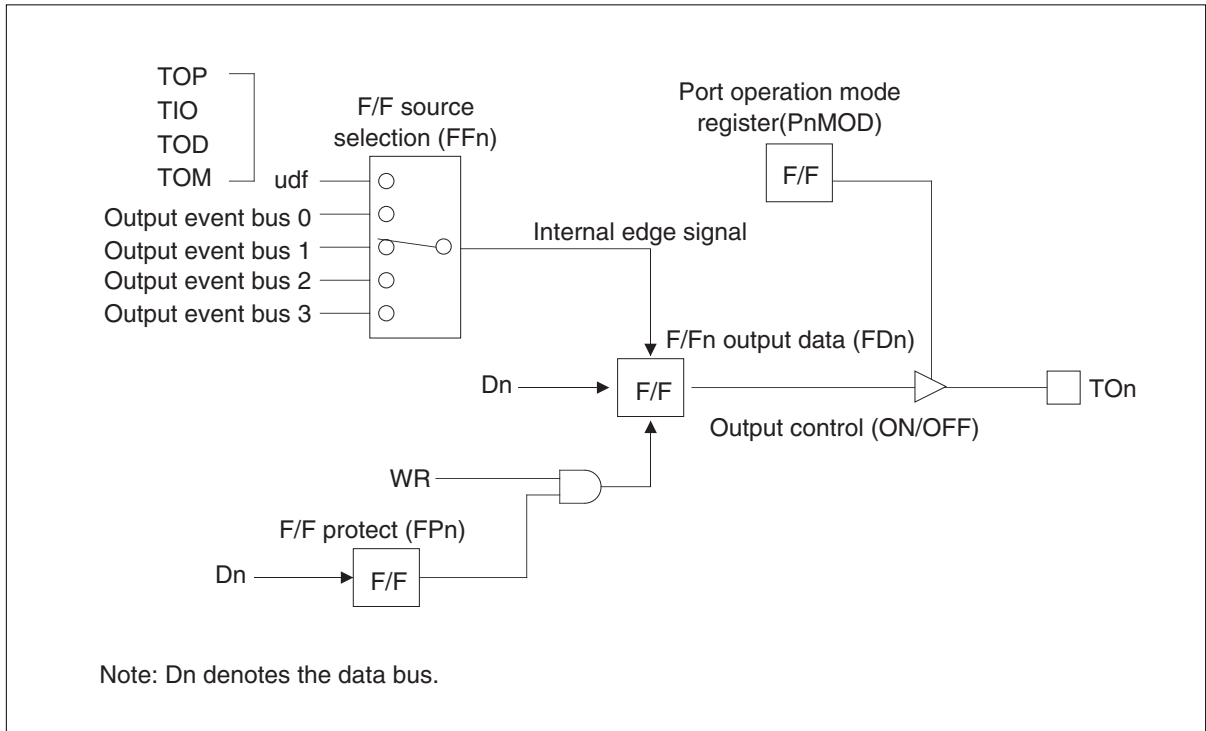 TOP
TIO
TOD
TOM
udf
Output event bus 0
Output event bus 1
Output event bus 2
Output event bus 3
F/F source
selection (FFn)
Port operation mode
register(PnMOD)
F/F
Internal edge signal
F/Fn output data (FDn)
Dn
F/F
TOn
Output control (ON/OFF)
WR
F/F protect (FPn)
Dn
F/F
Note: Dn denotes the data bus.